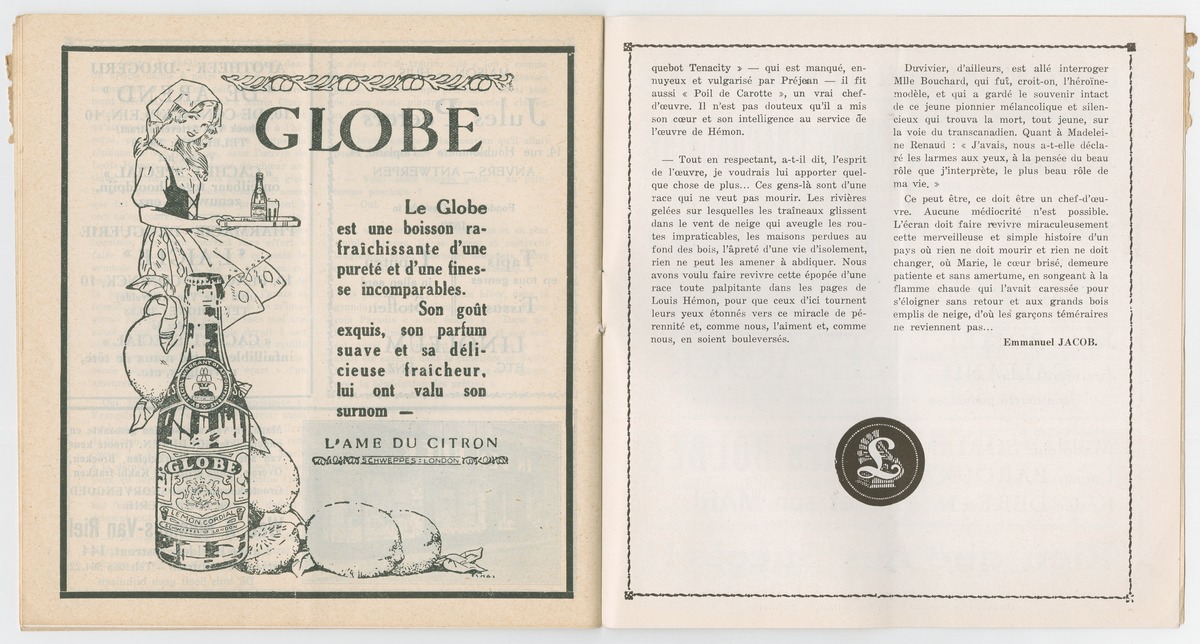 GLOBE
Le Globe
est une boisson ra-
fraîchissante d'une
pureté et d'une fines-
se incomparables.
Son goût
exquis, son parfum
suave et sa déli-
cieuse fraîcheur,
lui ont valu son
surnom —
L'AME DU CITRON
SCHWEPPES : LONDON
GLOBE
LEMON CORDIAL
quebot Tenacity » — qui est manqué, en-
nuyeux et vulgarisé par Préjean — il fit
aussi « Poil de Carotte », un vrai chef-
d'œuvre. Il n'est pas douteux qu'il a mis
son cœur et son intelligence au service de
l'œuvre de Hémon.
— Tout en respectant, a-t-il dit, l'esprit
de l'œuvre, je voudrais lui apporter quel-
que chose de plus... Ces gens-là sont d'une
race qui ne veut pas mourir. Les rivières
gelées sur lesquelles les traîneaux glissent
dans le vent de neige qui aveugle les rou-
tes impraticables, les maisons perdues au
fond des bois, l'âpreté d'une vie d'isolement,
rien ne peut les amener à abdiquer. Nous
avons voulu faire revivre cette épopée d'une
race toute palpitante dans les pages de
Louis Hémon, pour que ceux d'ici tournent
leurs yeux étonnés vers ce miracle de pé-
rennité et, comme nous, l'aiment et, comme
nous, en soient bouleversés.
Duvivier, d'ailleurs, est allé interroger
Mlle Bouchard, qui fut, croit-on, l'héroïne-
modèle, et qui a gardé le souvenir intact
de ce jeune pionnier mélancolique et silen-
cieux qui trouva la mort, tout jeune, sur
la voie du transcanadien. Quant à Madelei-
ne Renaud : « J'avais, nous a-t-elle décla-
ré les larmes aux yeux, à la pensée du beau
rôle que j'interprète, le plus beau rôle de
ma vie. »
Ce peut être, ce doit être un chef-d'œu-
vre. Aucune médiocrité n'est possible.
L'écran doit faire revivre miraculeusement
cette merveilleuse et simple histoire d'un
pays où rien ne doit mourir et rien ne doit
changer, où Marie, le cœur brisé, demeure
patiente et sans amertume, en songeant à la
flamme chaude qui l'avait caressée pour
s'éloigner sans retour et aux grands bois
emplis de neige, d'où les garçons téméraires
ne reviennent pas...
Emmanuel JACOB.
L